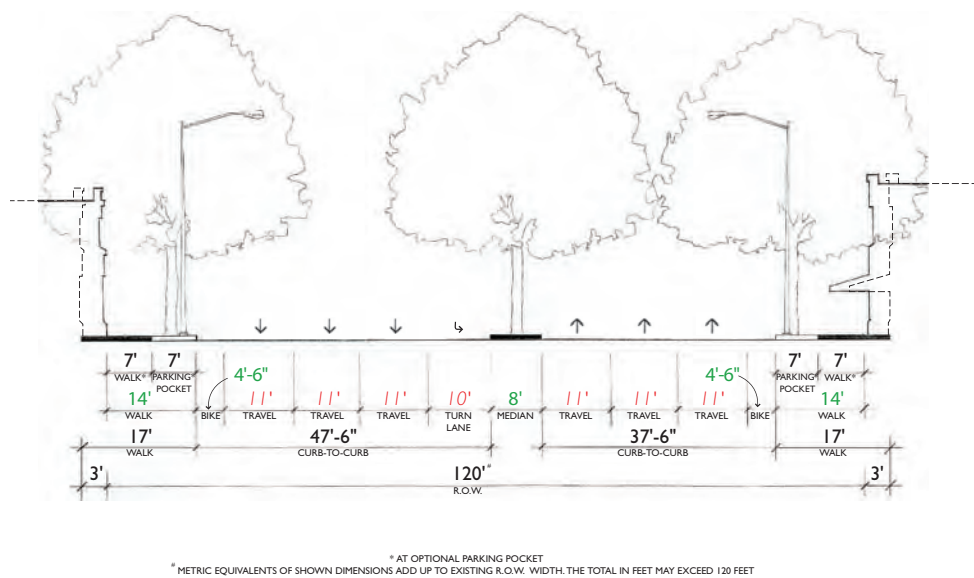 7' 7' 7' 7'
WALK* PARKING* POCKET 4'-6" 4'-6" PARKING* POCKET WALK*
14' 11' 11' 11' 10' 8' 11' 11' 11' 14'
WALK BIKE TRAVEL TRAVEL TRAVEL TURN LANE MEDIAN TRAVEL TRAVEL TRAVEL BIKE WALK
17' 47'-6" 37'-6" 17'
WALK CURB-TO-CURB CURB-TO-CURB WALK
3' 120'# 3'
R.O.W.
* AT OPTIONAL PARKING POCKET
# METRIC EQUIVALENTS OF SHOWN DIMENSIONS ADD UP TO EXISTING R.O.W. WIDTH. THE TOTAL IN FEET MAY EXCEED 120 FEET